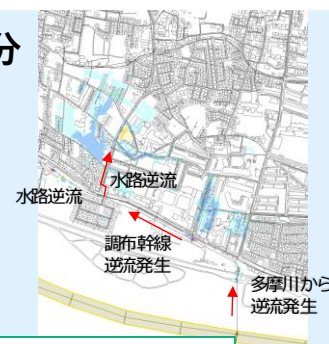 分
水路逆流
水路逆流
調布幹線
逆流発生
多摩川から
逆流発生